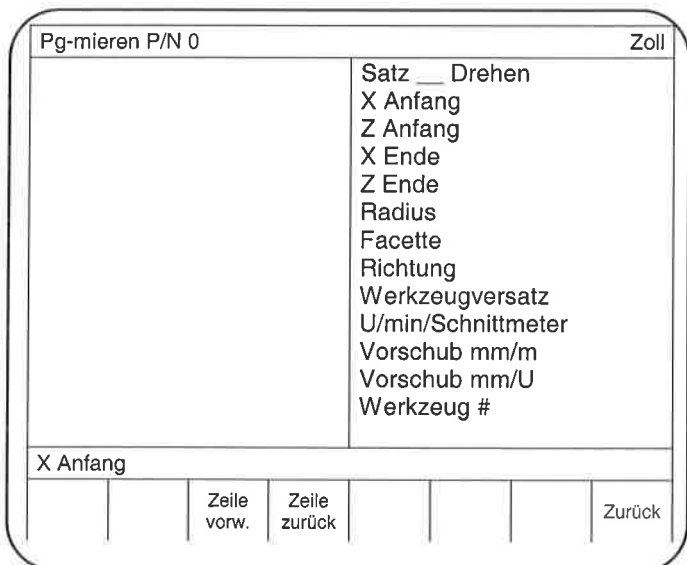 Pg-mieren P/N 0 Zoll
Satz __ Drehen
X Anfang
Z Anfang
X Ende
Z Ende
Radius
Facette
Richtung
Werkzeugversatz
U/min/Schnittmeter
Vorschub mm/m
Vorschub mm/U
Werkzeug #
X Anfang
Zeile vorw.
Zeile zurück
Zurück